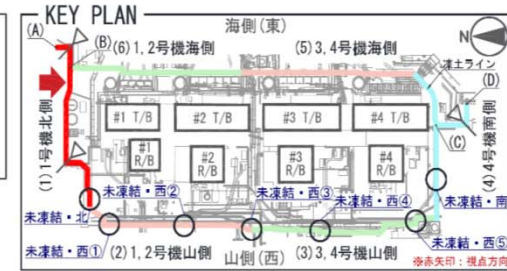 KEY PLAN
海側(東)
N
(A)
(B)
(6)1,2号機海側
(5)3,4号機海側
凍土ライン
(D)
#1 T/B
#2 T/B
#3 T/B
#4 T/B
(C)
(1)1号機北側
(4)4号機南側
#1
R/B
#2
R/B
#3
R/B
#4
R/B
未凍結・西②
未凍結・西③
未凍結・西④
未凍結・北
未凍結・南
未凍結・西①
(2)1,2号機山側
(3)3,4号機山側
未凍結・西⑤
山側(西)
※赤矢印：視点方向